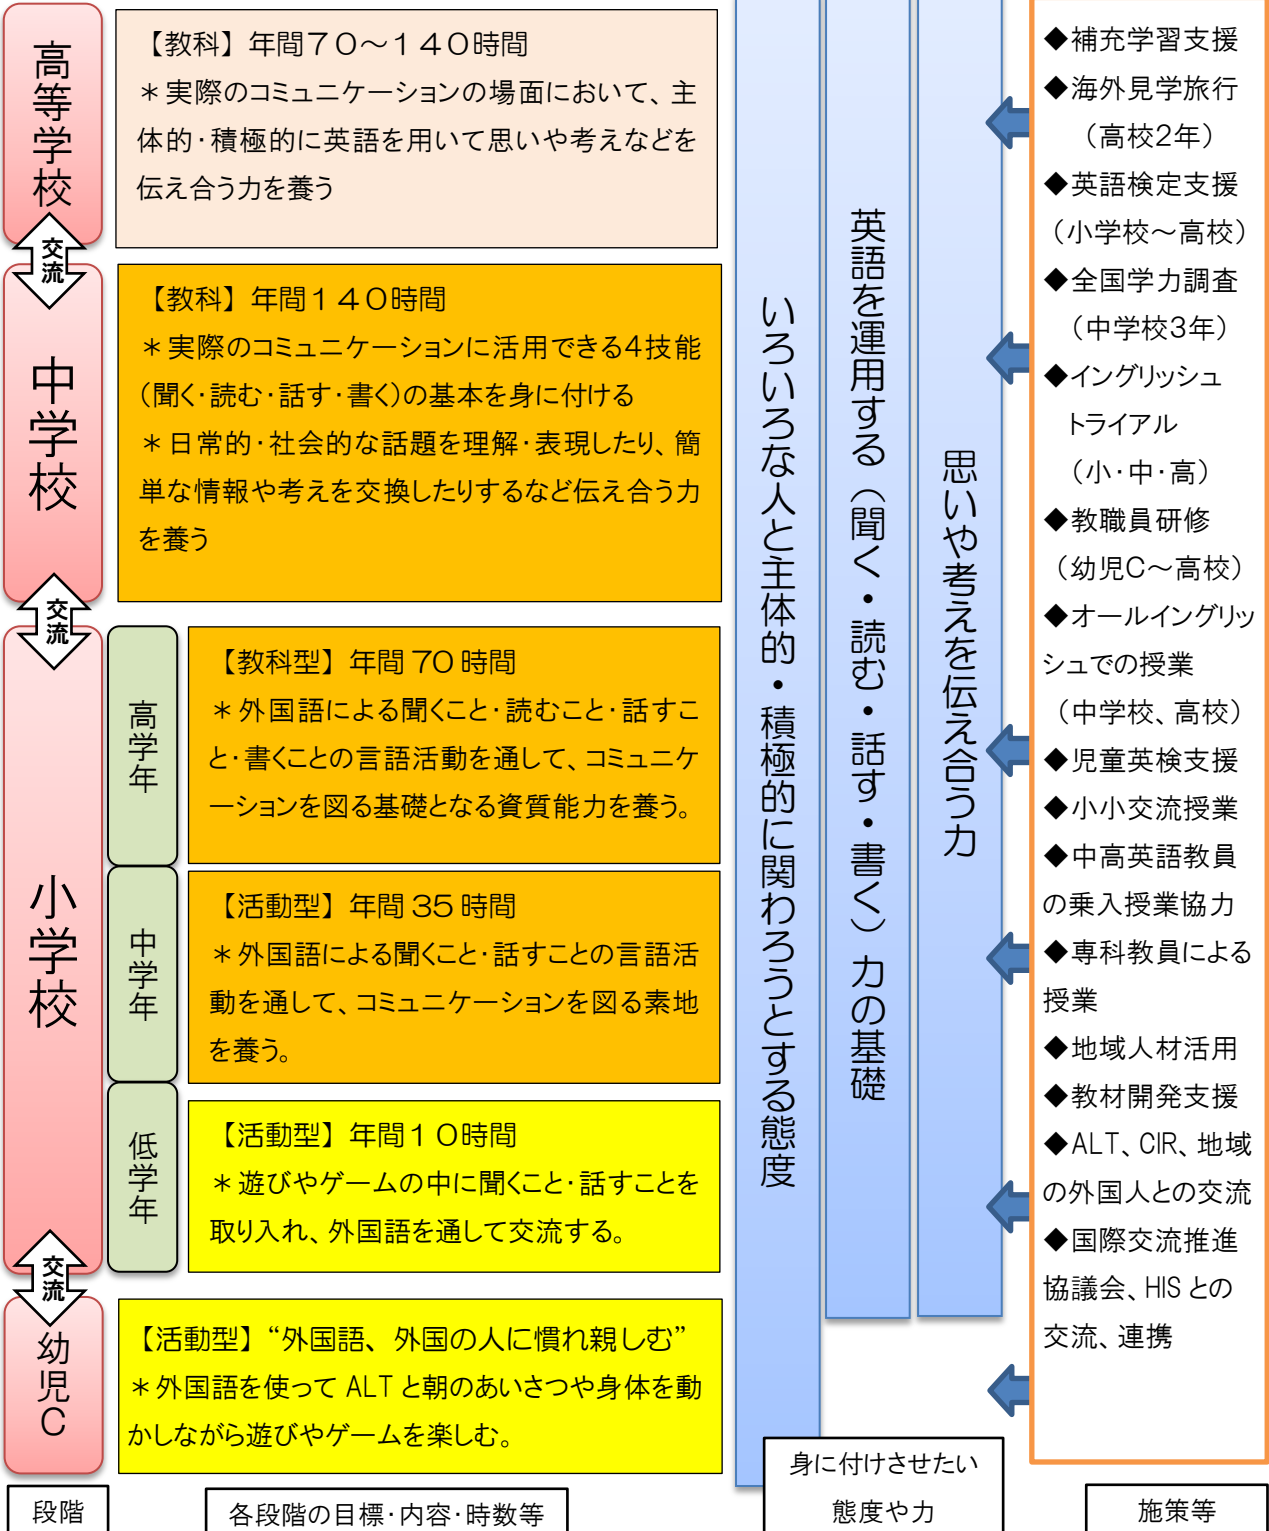 高等学校
【教科】年間７０～１４０時間
＊実際のコミュニケーションの場面において、主
体的・積極的に英語を用いて思いや考えなどを
伝え合う力を養う
交流
中学校
【教科】年間１４０時間
＊実際のコミュニケーションに活用できる4技能
（聞く・読む・話す・書く）の基本を身に付ける
＊日常的・社会的な話題を理解・表現したり、簡
単な情報や考えを交換したりするなど伝え合う力
を養う
交流
小学校
高学年
【教科型】年間 70 時間
＊外国語による聞くこと・読むこと・話すこ
と・書くことの言語活動を通して、コミュニケ
ーションを図る基礎となる資質能力を養う。
中学年
【活動型】年間 35 時間
＊外国語による聞くこと・話すことの言語活
動を通して、コミュニケーションを図る素地
を養う。
低学年
【活動型】年間１０時間
＊遊びやゲームの中に聞くこと・話すことを
取り入れ、外国語を通して交流する。
交流
幼児C
【活動型】“外国語、外国の人に慣れ親しむ”
＊外国語を使って ALT と朝のあいさつや身体を動
かしながら遊びやゲームを楽しむ。
段階
各段階の目標・内容・時数等
いろいろな人と主体的・積極的に関わろうとする態度
英語を運用する（聞く・読む・話す・書く）力の基礎
思いや考えを伝え合う力
身に付けさせたい
態度や力
◆補充学習支援
◆海外見学旅行
（高校2年）
◆英語検定支援
（小学校～高校）
◆全国学力調査
（中学校3年）
◆イングリッシュ
トライアル
（小・中・高）
◆教職員研修
（幼児C～高校）
◆オールイングリッ
シュでの授業
（中学校、高校）
◆児童英検支援
◆小小交流授業
◆中高英語教員
の乗入授業協力
◆専科教員による
授業
◆地域人材活用
◆教材開発支援
◆ALT、CIR、地域
の外国人との交流
◆国際交流推進
協議会、HIS との
交流、連携
施策等